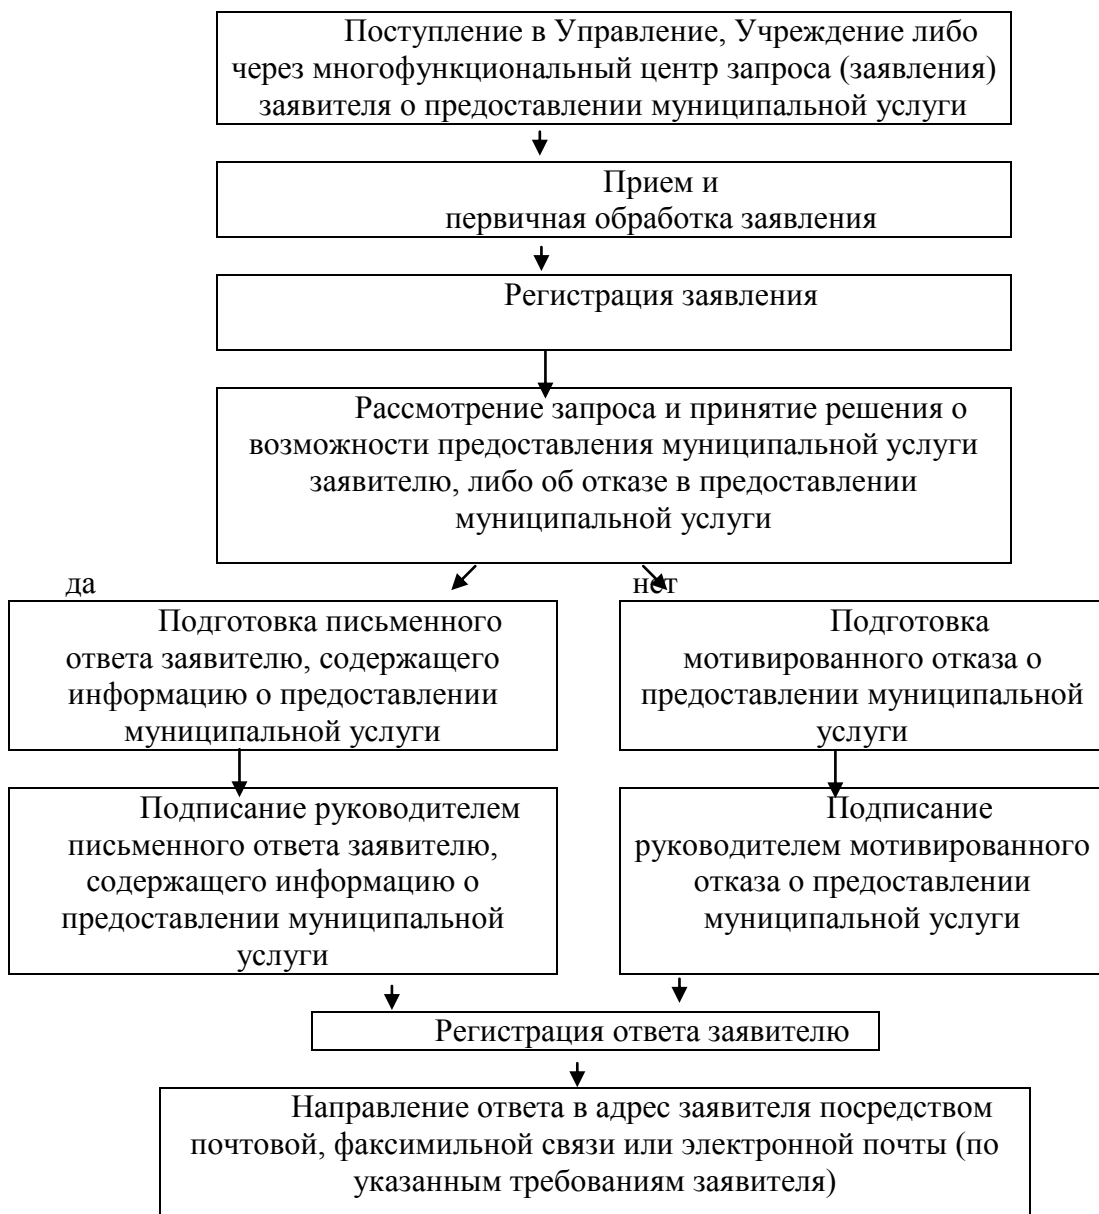 Поступление в Управление, Учреждение либо
через многофункциональный центр запроса (заявления)
заявителя о предоставлении муниципальной услуги
Прием и
первичная обработка заявления
Регистрация заявления
Рассмотрение запроса и принятие решения о
возможности предоставления муниципальной услуги
заявителю, либо об отказе в предоставлении
муниципальной услуги
да
нет
Подготовка письменного
ответа заявителю, содержащего
информацию о предоставлении
муниципальной услуги
Подготовка
мотивированного отказа о
предоставлении муниципальной
услуги
Подписание руководителем
письменного ответа заявителю,
содержащего информацию о
предоставлении муниципальной
услуги
Подписание
руководителем мотивированного
отказа о предоставлении
муниципальной услуги
Регистрация ответа заявителю
Направление ответа в адрес заявителя посредством
почтовой, факсимильной связи или электронной почты (по
указанным требованиям заявителя)